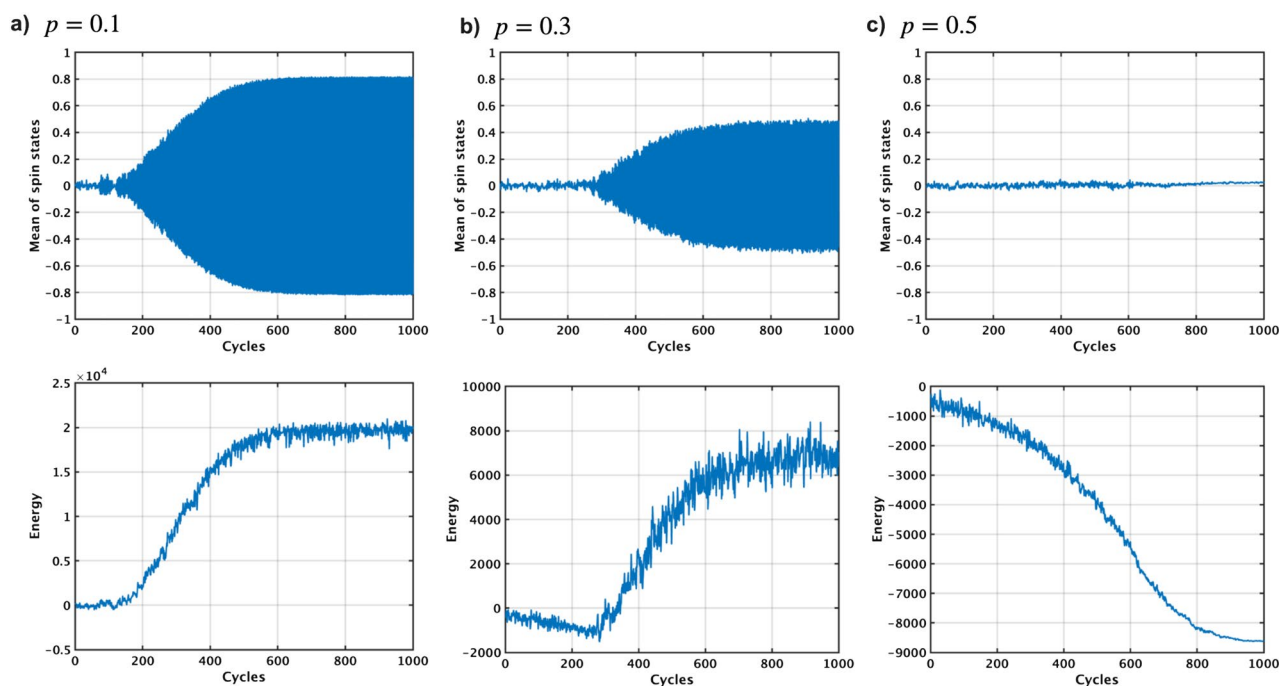 a) p = 0.1
1
0.8
0.6
0.4
0.2
0
−0.2
−0.4
−0.6
−0.8
−1
Mean of spin states
0 200 400 600 800 1000
Cycles
b) p = 0.3
1
0.8
0.6
0.4
0.2
0
−0.2
−0.4
−0.6
−0.8
−1
Mean of spin states
0 200 400 600 800 1000
Cycles
c) p = 0.5
1
0.8
0.6
0.4
0.2
0
−0.2
−0.4
−0.6
−0.8
−1
Mean of spin states
0 200 400 600 800 1000
Cycles
×10⁴
2.5
2.0
1.5
1.0
0.5
0
−0.5
Energy
0 200 400 600 800 1000
Cycles
10000
8000
6000
4000
2000
0
−2000
Energy
0 200 400 600 800 1000
Cycles
0
−1000
−2000
−3000
−4000
−5000
−6000
−7000
−8000
−9000
Energy
0 200 400 600 800 1000
Cycles